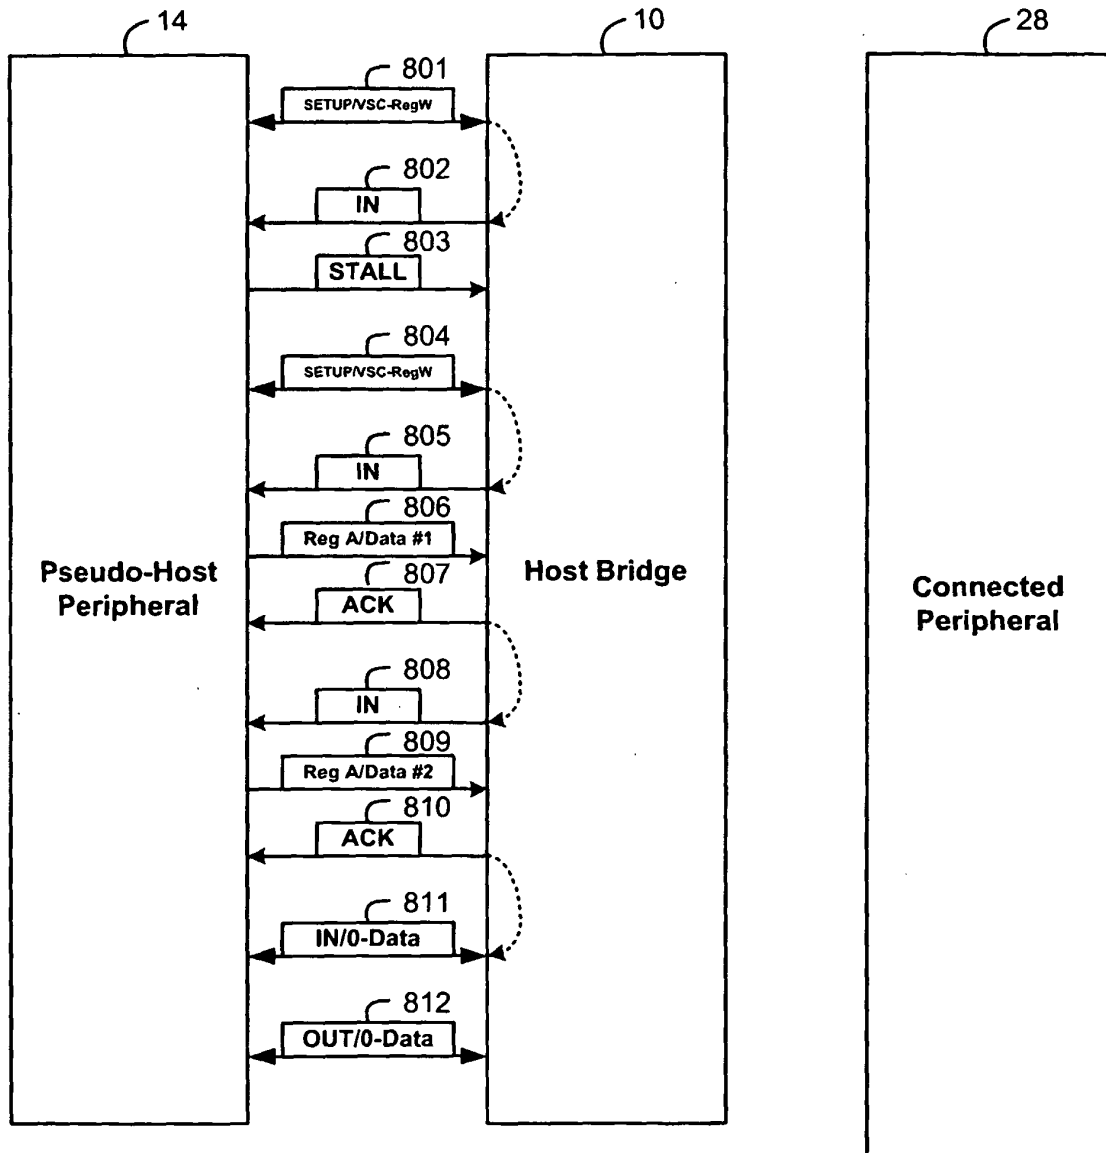 14
10
28
801
SETUP/VSC-RegW
802
IN
803
STALL
804
SETUP/VSC-RegW
805
IN
806
Reg A/Data #1
807
ACK
808
IN
809
Reg A/Data #2
810
ACK
811
IN/0-Data
812
OUT/0-Data
Pseudo-Host
Peripheral
Host Bridge
Connected
Peripheral